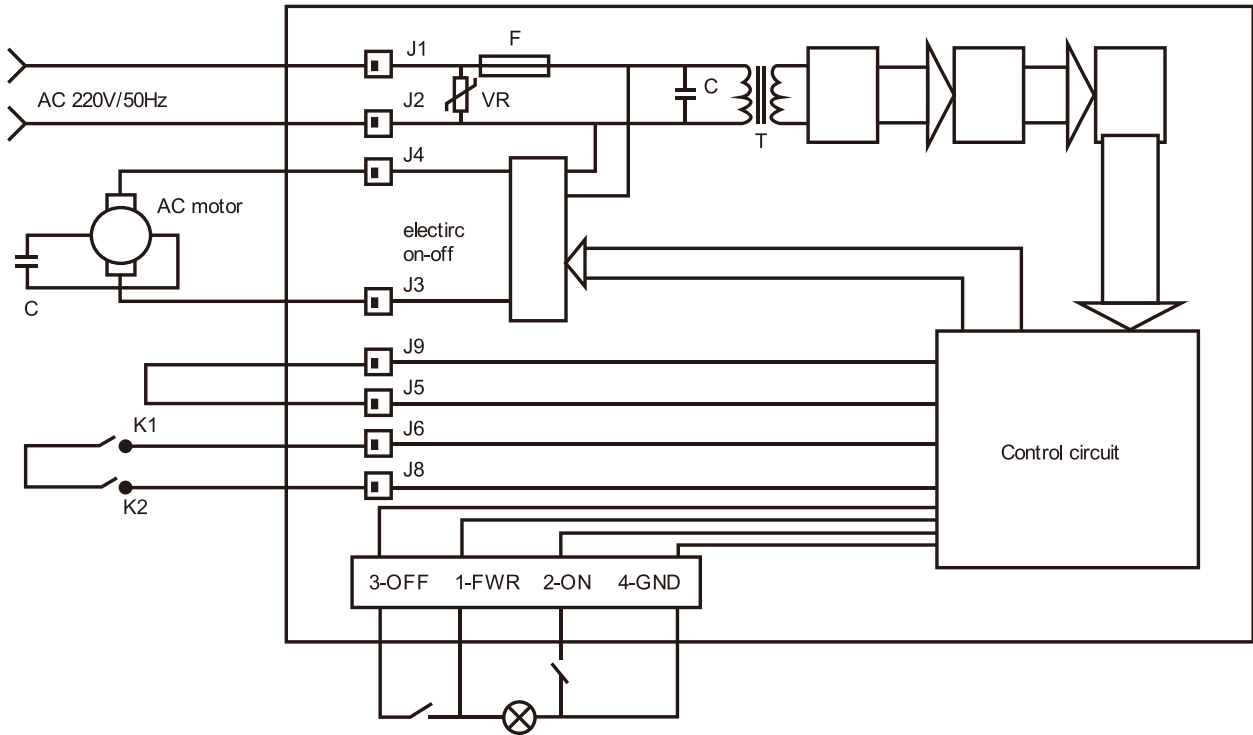 J1
F
AC 220V/50Hz
J2
VR
C
T
J4
AC motor
electirc
on-off
J3
C
J9
J5
K1
J6
Control circuit
J8
K2
3-OFF 1-FWR 2-ON 4-GND